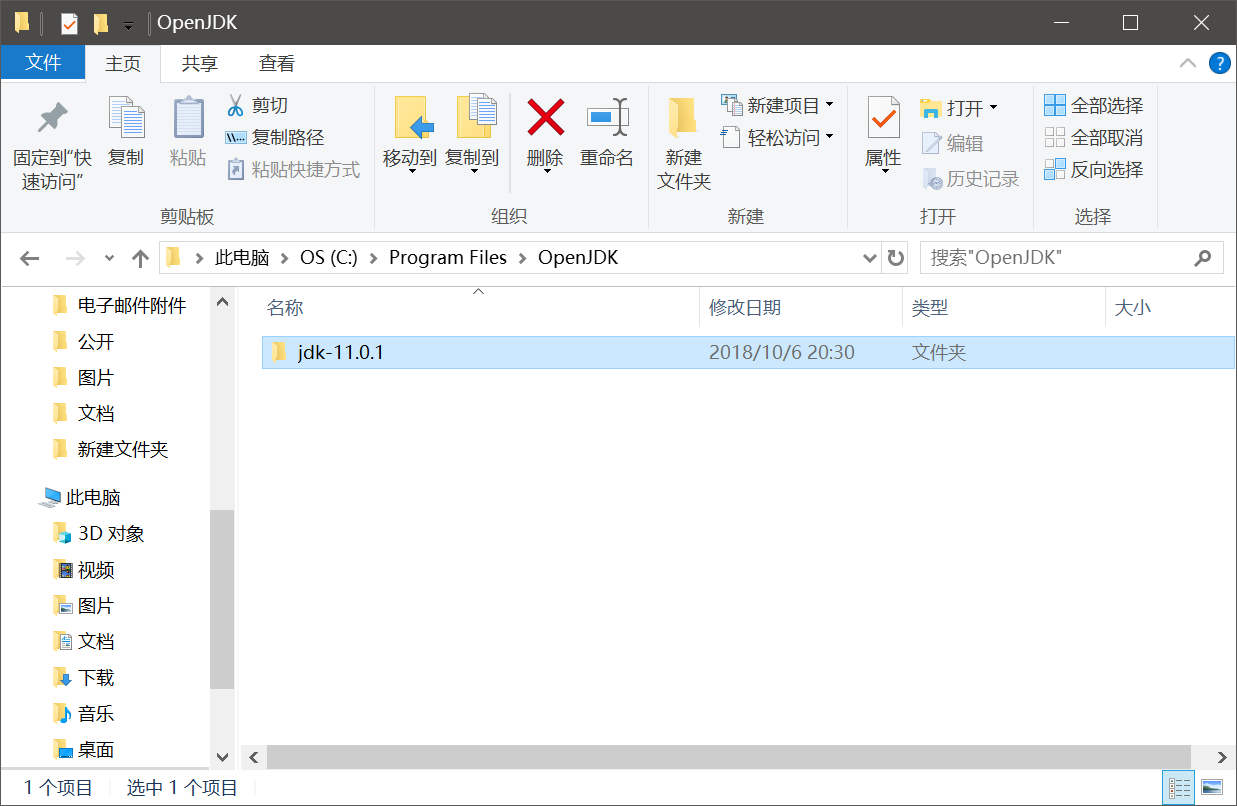 OpenJDK
文件 主页 共享 查看
固定到"快速访问"
复制
粘贴
剪切
复制路径
粘贴快捷方式
剪贴板
移动到
复制到
删除
重命名
组织
新建
文件夹
新建项目
轻松访问
新建
属性
打开
编辑
历史记录
打开
全部选择
全部取消
反向选择
选择
此电脑 > OS (C:) > Program Files > OpenJDK
搜索"OpenJDK"
电子邮件附件
公开
图片
文档
新建文件夹
此电脑
3D 对象
视频
图片
文档
下载
音乐
桌面
名称 修改日期 类型 大小
jdk-11.0.1 2018/10/6 20:30 文件夹
1 个项目 选中 1 个项目